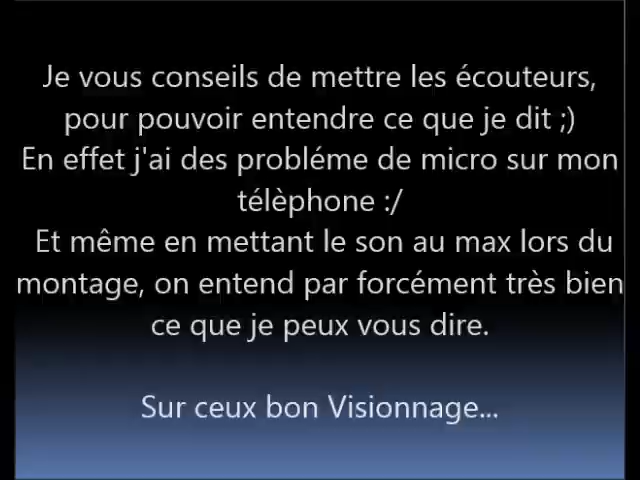 Je vous conseils de mettre les écouteurs,
pour pouvoir entendre ce que je dit ;)
En effet j'ai des probléme de micro sur mon
télèphone :/
Et même en mettant le son au max lors du
montage, on entend par forcément très bien
ce que je peux vous dire.
Sur ceux bon Visionnage...